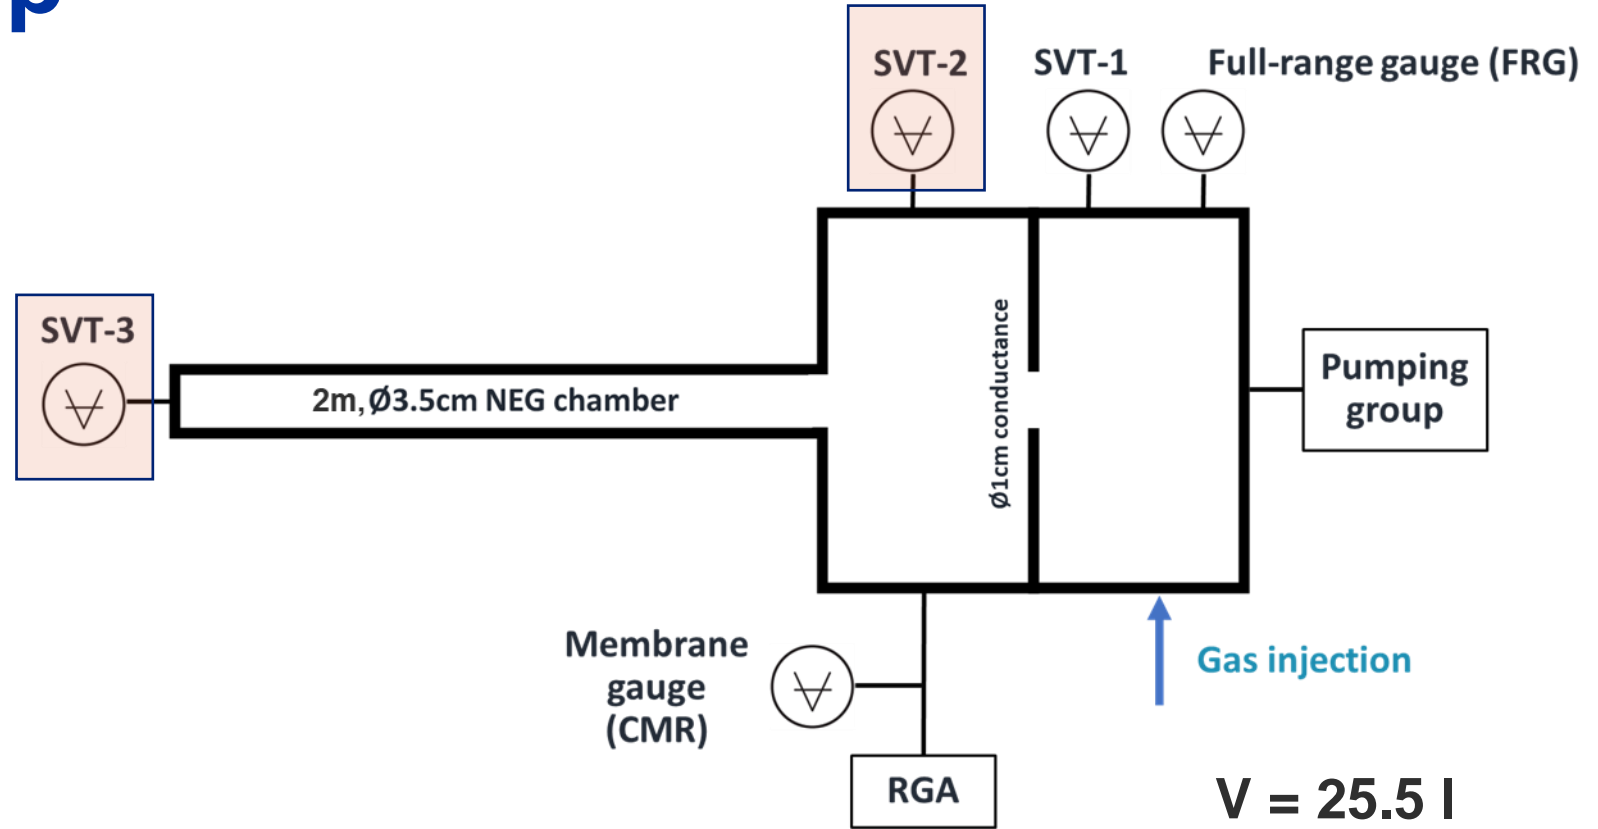 p
SVT-2
SVT-1
Full-range gauge (FRG)
SVT-3
2m,Ø3.5cm NEG chamber
Ø1cm conductance
Pumping
group
Membrane
gauge
(CMR)
Gas injection
RGA
V = 25.5 l